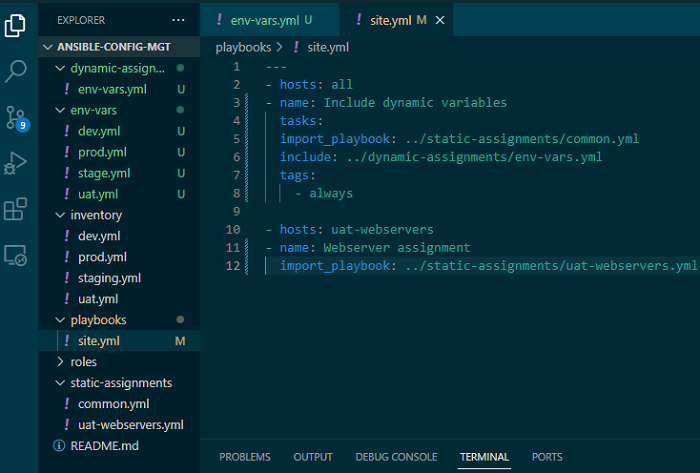 EXPLORER
ANSIBLE-CONFIG-MGT
dynamic-assign...
! env-vars.yml U
env-vars
! dev.yml U
! prod.yml U
! stage.yml U
! uat.yml U
inventory
! dev.yml
! prod.yml
! staging.yml
! uat.yml
playbooks
! site.yml M
roles
static-assignments
! common.yml
! uat-webservers.yml
README.md
9
! env-vars.yml U
! site.yml M
playbooks > ! site.yml
1 ---
2 - hosts: all
3 - name: Include dynamic variables
4 tasks:
5 import_playbook: ../static-assignments/common.yml
6 include: ../dynamic-assignments/env-vars.yml
7 tags:
8 - always
9
10 - hosts: uat-webservers
11 - name: Webserver assignment
12 import_playbook: ../static-assignments/uat-webservers.yml
PROBLEMS OUTPUT DEBUG CONSOLE TERMINAL PORTS